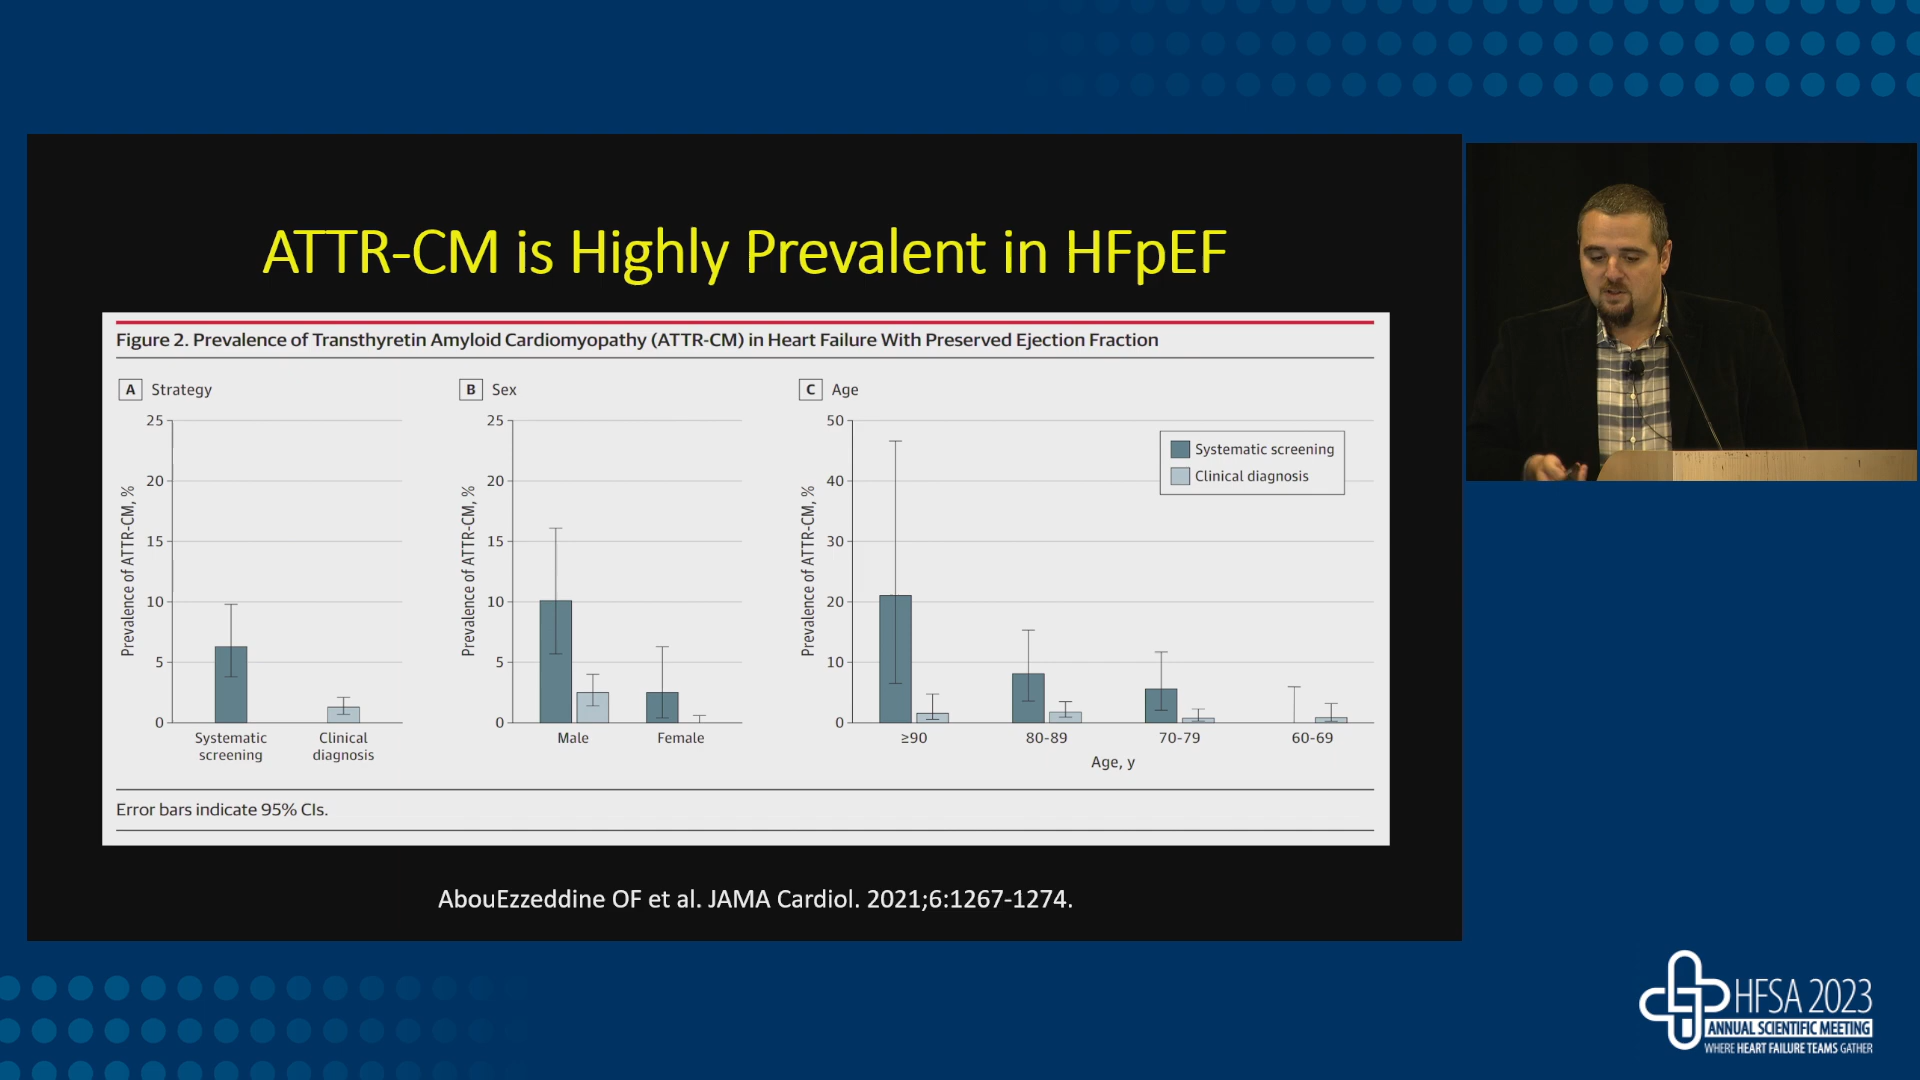 ATTR-CM is Highly Prevalent in HFpEF
Figure 2. Prevalence of Transthyretin Amyloid Cardiomyopathy (ATTR-CM) in Heart Failure With Preserved Ejection Fraction
A Strategy
25
20
15
10
5
0
Prevalence of ATTR-CM, %
Systematic
screening
Clinical
diagnosis
B Sex
25
20
15
10
5
0
Prevalence of ATTR-CM, %
Male
Female
C Age
50
40
30
20
10
0
Prevalence of ATTR-CM, %
Systematic screening
Clinical diagnosis
≥90
80-89
70-79
60-69
Age, y
Error bars indicate 95% CIs.
AbouEzzeddine OF et al. JAMA Cardiol. 2021;6:1267-1274.
HFSA 2023
ANNUAL SCIENTIFIC MEETING
WHERE HEART FAILURE TEAMS GATHER